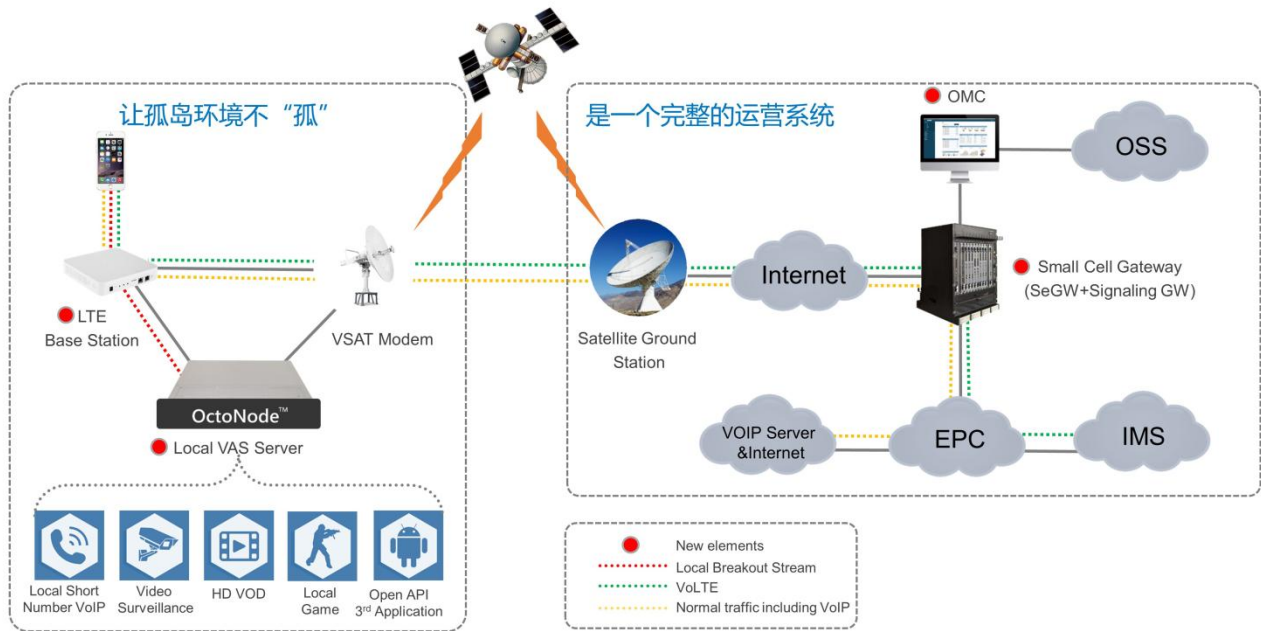 让孤岛环境不“孤”
是一个完整的运营系统
OMC
OSS
Internet
Small Cell Gateway
(SeGW+Signaling GW)
LTE
Base Station
VSAT Modem
Satellite Ground
Station
OctoNode™
Local VAS Server
VOIP Server
&Internet
EPC
IMS
Local Short
Number VoIP
Video
Surveillance
HD VOD
Local
Game
Open API
3rd Application
New elements
Local Breakout Stream
VoLTE
Normal traffic including VoIP